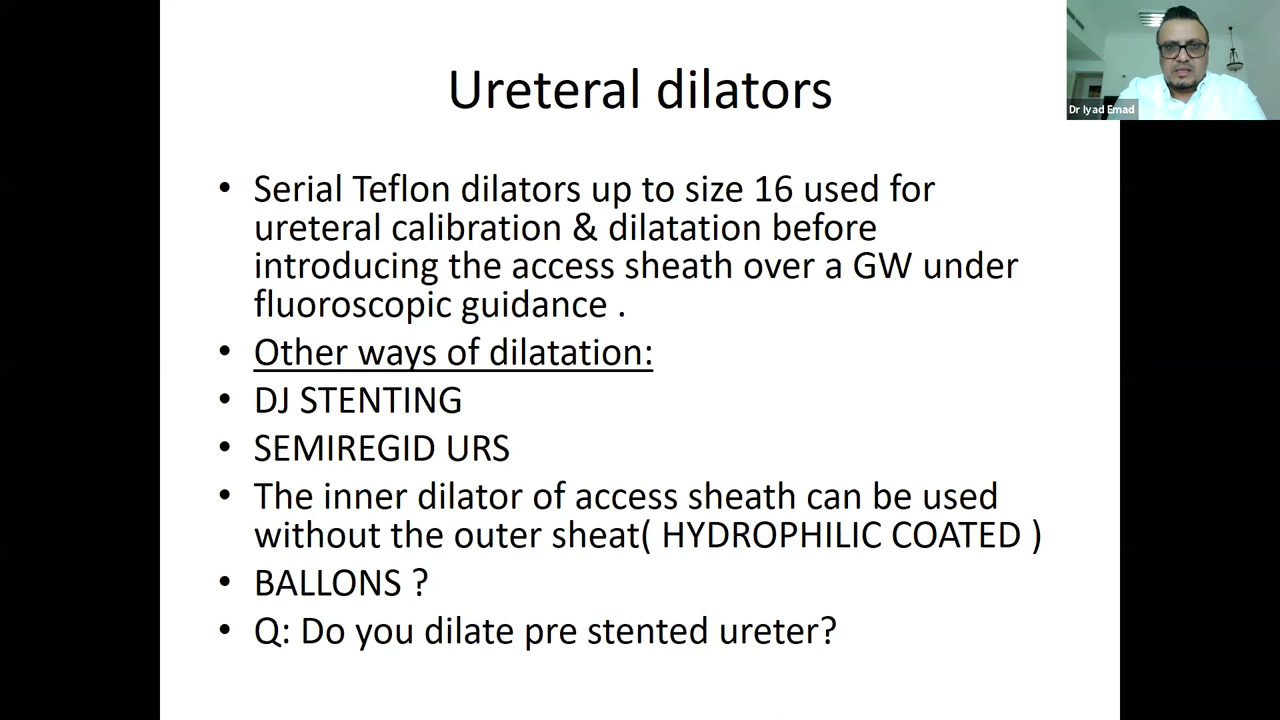 Ureteral dilators
Dr Iyad Emad
• Serial Teflon dilators up to size 16 used for
ureteral calibration & dilatation before
introducing the access sheath over a GW under
fluoroscopic guidance .
• Other ways of dilatation:
• DJ STENTING
• SEMIREGID URS
• The inner dilator of access sheath can be used
without the outer sheat( HYDROPHILIC COATED )
• BALLONS ?
• Q: Do you dilate pre stented ureter?